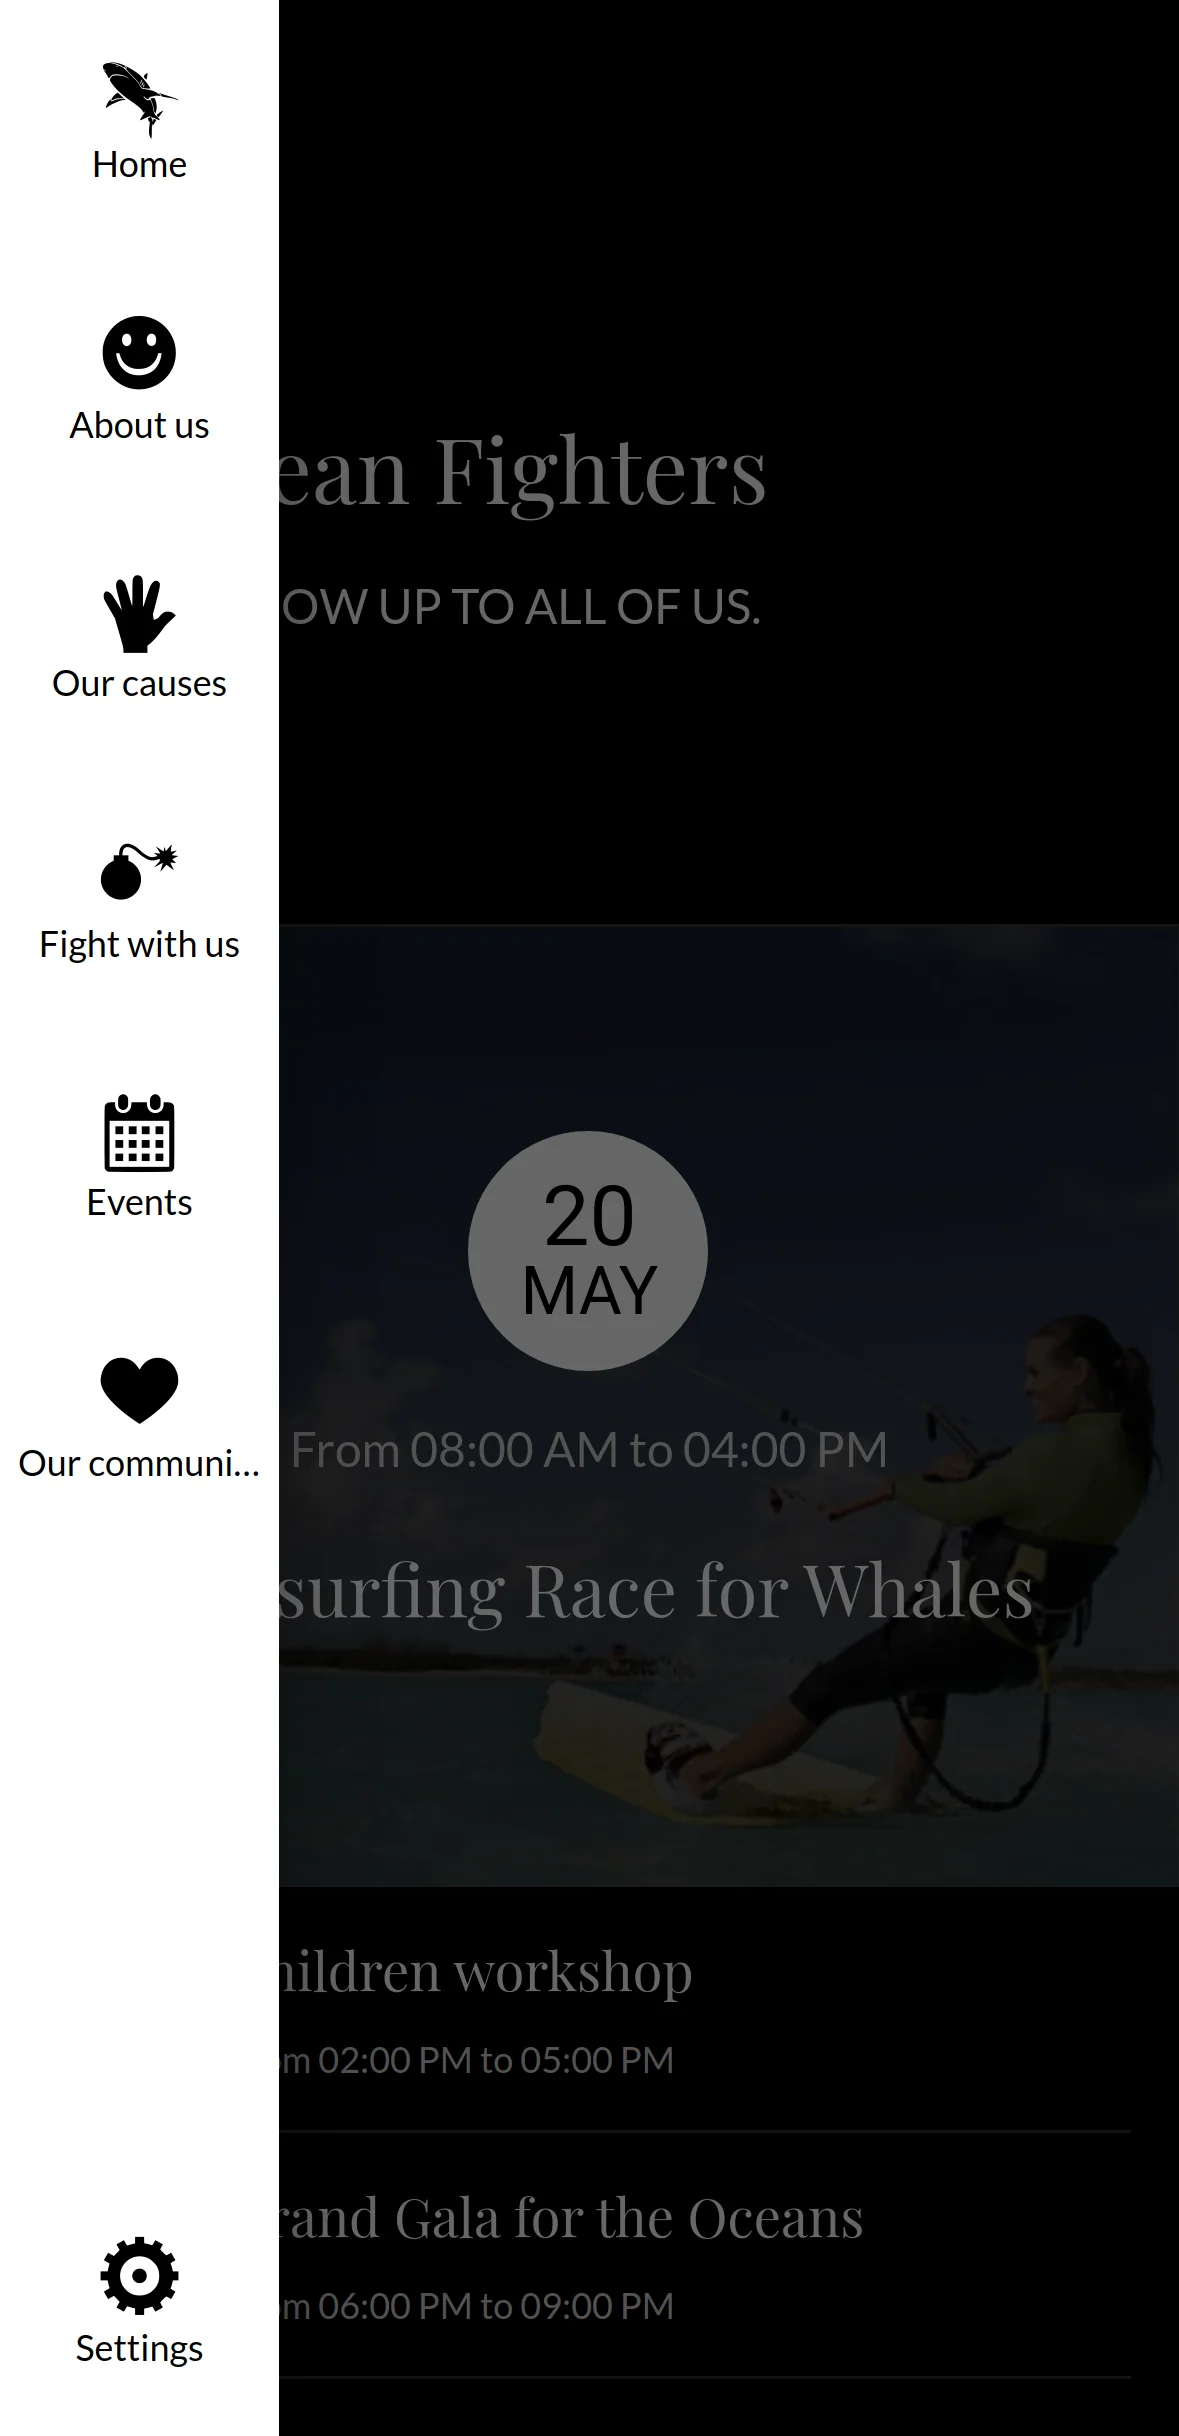 Home
About us
Our causes
Fight with us
Events
Our communi...
Settings
ean Fighters
OW UP TO ALL OF US.
20
MAY
From 08:00 AM to 04:00 PM
surfing Race for Whales
hildren workshop
om 02:00 PM to 05:00 PM
rand Gala for the Oceans
om 06:00 PM to 09:00 PM